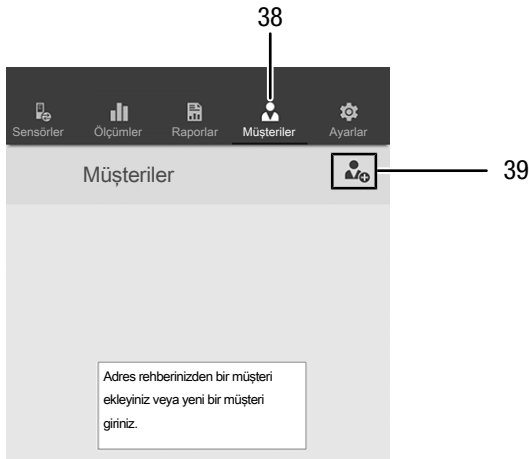 38
Sensörler Ölçümler Raporlar Müşteriler Ayarlar
Müşteriler
39
Adres rehberinizden bir müşteri
ekleyiniz veya yeni bir müşteri
giriniz.